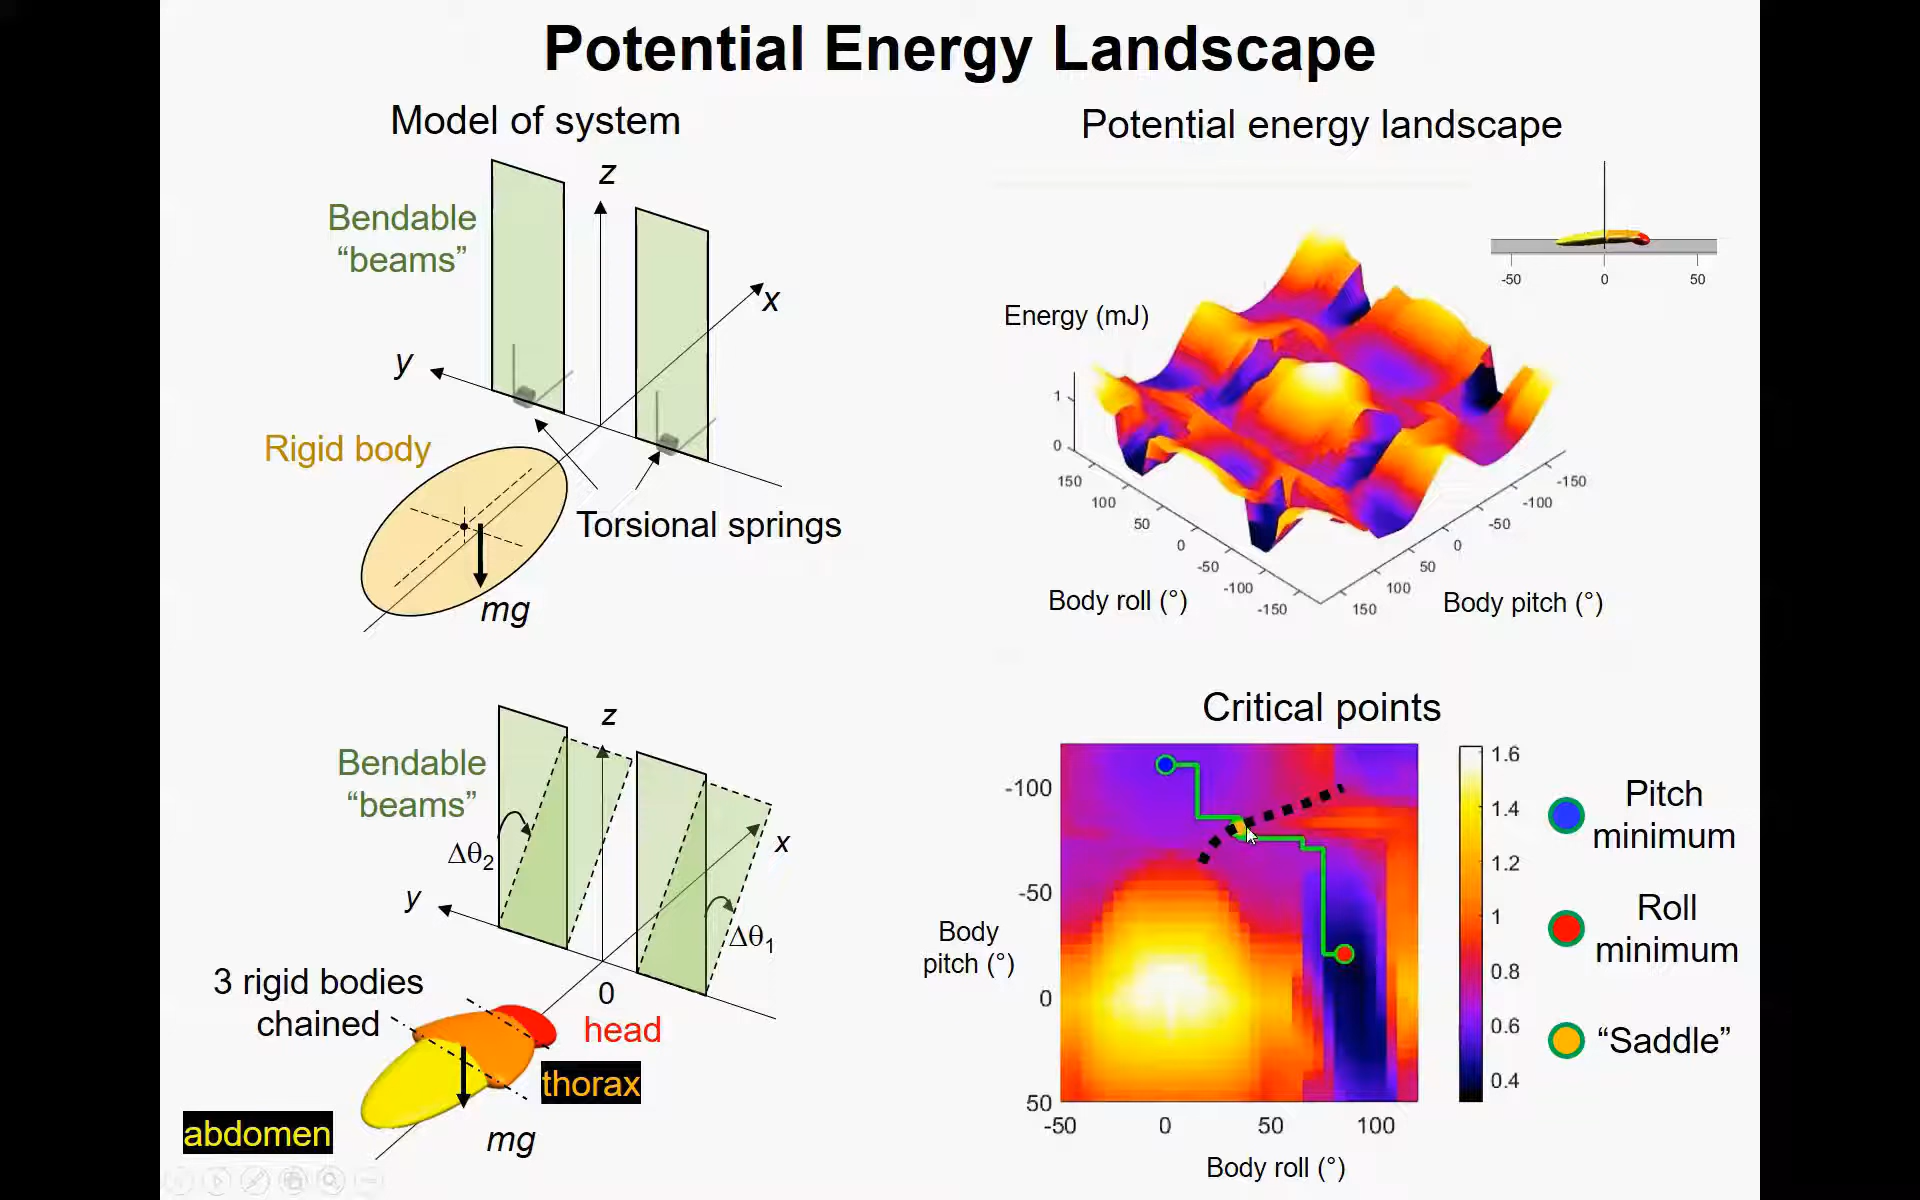 Potential Energy Landscape
Model of system
z
Bendable
“beams”
x
y
Rigid body
Torsional springs
mg
Potential energy landscape
-50
0
50
Energy (mJ)
1
0
150
100
50
0
-50
-100
-150
-150
-100
-50
0
50
100
150
Body roll (°)
Body pitch (°)
z
Bendable
“beams”
Δθ2
x
y
Δθ1
3 rigid bodies
chained
0
head
thorax
abdomen
mg
Critical points
-100
-50
Body
pitch (°)
0
50
-50
0
50
100
Body roll (°)
1.6
1.4
1.2
1
0.8
0.6
0.4
Pitch
minimum
Roll
minimum
“Saddle”